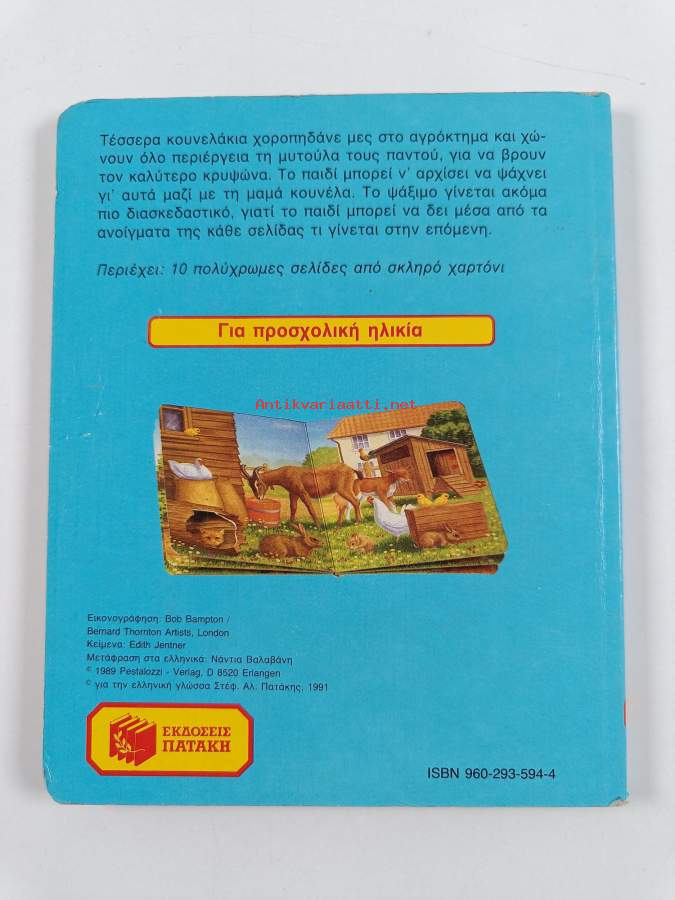 Τέσσερα κουνελάκια χοροπηδάνε μες στο αγρόκτημα και χώ-
νουν όλο περιέργεια τη μυτούλα τους παντού, για να βρουν
τον καλύτερο κρυψώνα. Το παιδί μπορεί ν' αρχίσει να ψάχνει
γι' αυτά μαζί με τη μαμά κουνέλα. Το ψάξιμο γίνεται ακόμα
πιο διασκεδαστικό, γιατί το παιδί μπορεί να δει μέσα από τα
ανοίγματα της κάθε σελίδας τι γίνεται στην επόμενη.
Περιέχει: 10 πολύχρωμες σελίδες από σκληρό χαρτόνι
Για προσχολική ηλικία
Antikvariaatti.net
Εικονογράφηση: Bob Bampton /
Bernard Thornton Artists, London
Κείμενα: Edith Jentner
Μετάφραση στα ελληνικά: Νάντια Βαλαβάνη
© 1989 Pestalozzi - Verlag, D 8520 Erlangen
© για την ελληνική γλώσσα Στέφ. Αλ. Πατάκης, 1991
ΕΚΔΟΣΕΙΣ
ΠΑΤΑΚΗ
ISBN 960-293-594-4